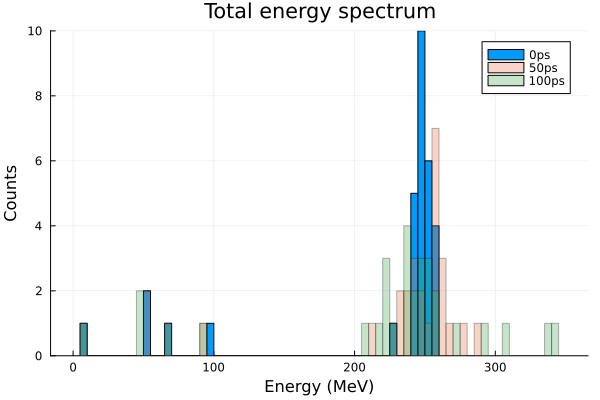 Total energy spectrum
Counts
10
8
6
4
2
0
0ps
50ps
100ps
0 100 200 300
Energy (MeV)